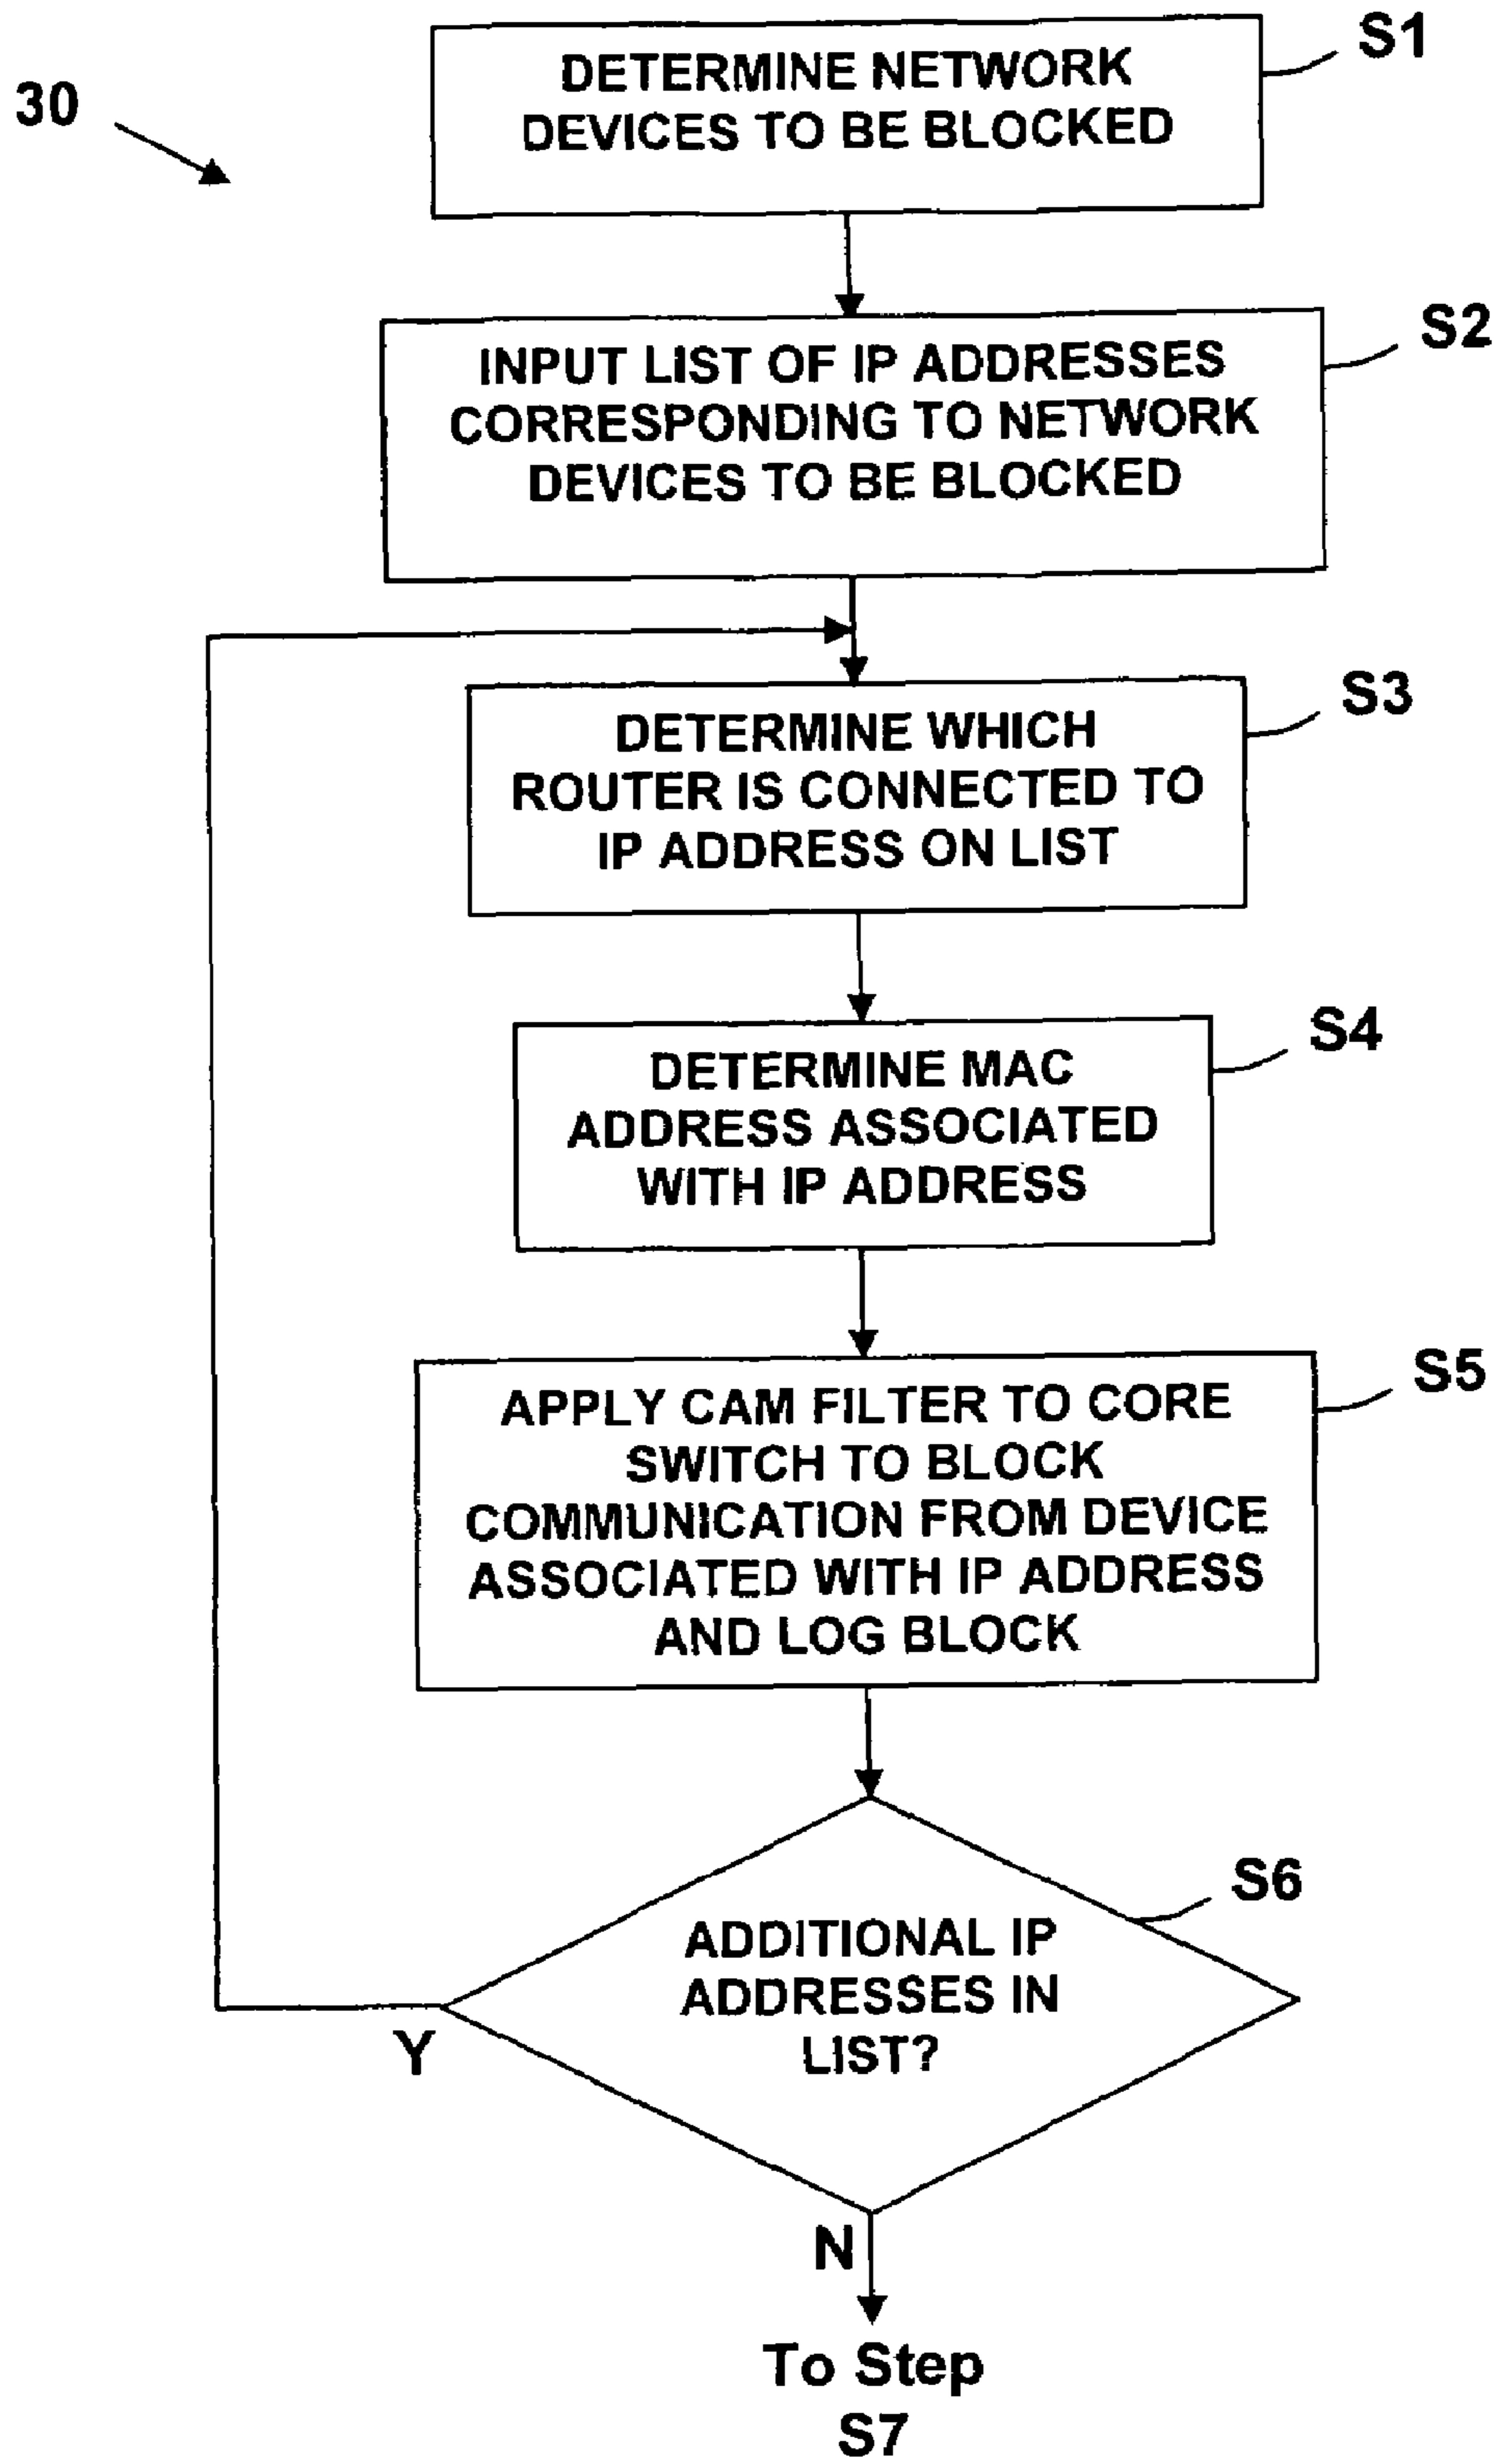 S1
30
DETERMINE NETWORK
DEVICES TO BE BLOCKED
S2
INPUT LIST OF IP ADDRESSES
CORRESPONDING TO NETWORK
DEVICES TO BE BLOCKED
S3
DETERMINE WHICH
ROUTER IS CONNECTED TO
IP ADDRESS ON LIST
S4
DETERMINE MAC
ADDRESS ASSOCIATED
WITH IP ADDRESS
S5
APPLY CAM FILTER TO CORE
SWITCH TO BLOCK
COMMUNICATION FROM DEVICE
ASSOCIATED WITH IP ADDRESS
AND LOG BLOCK
S6
ADDITIONAL IP
ADDRESSES IN
LIST?
Y
N
To Step
S7